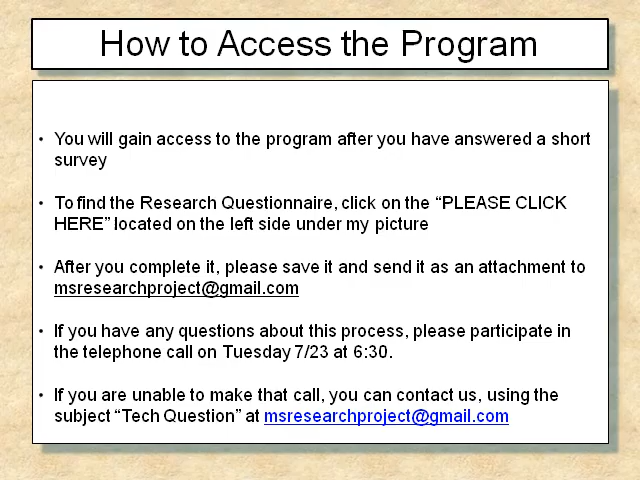 How to Access the Program
• You will gain access to the program after you have answered a short
survey
• To find the Research Questionnaire, click on the “PLEASE CLICK
HERE” located on the left side under my picture
• After you complete it, please save it and send it as an attachment to
msresearchproject@gmail.com
• If you have any questions about this process, please participate in
the telephone call on Tuesday 7/23 at 6:30.
• If you are unable to make that call, you can contact us, using the
subject “Tech Question” at msresearchproject@gmail.com